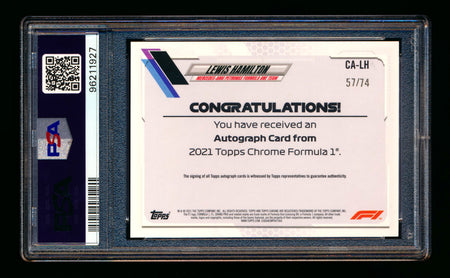 LEWIS HAMILTON
MERCEDES-AMG PETRONAS FORMULA ONE TEAM
CA-LH
57/74
CONGRATULATIONS!
You have received an
Autograph Card from
2021 Topps Chrome Formula 1®.
The signing of all Topps autograph cards is witnessed by Topps representatives to guarantee authenticity.
TOPPS
F1
PSA
96211927